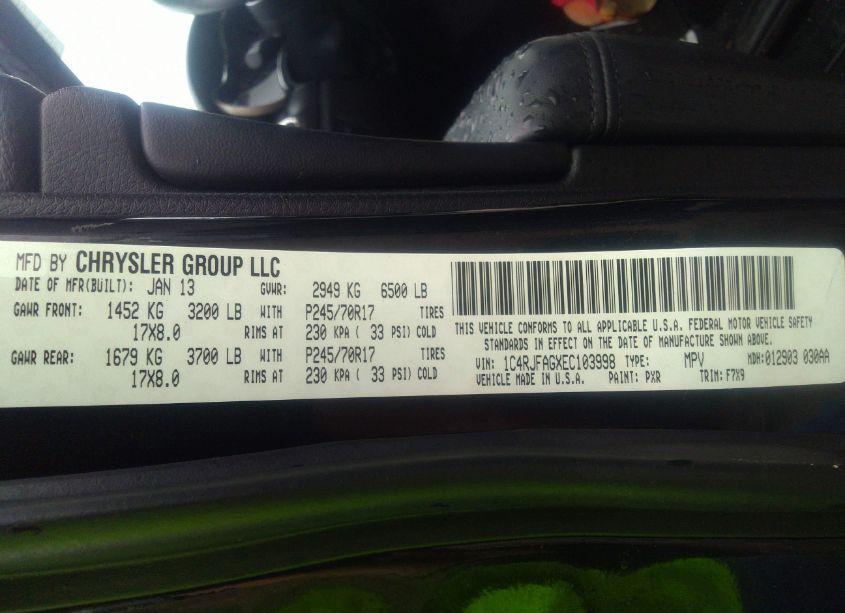 MFD BY CHRYSLER GROUP LLC
DATE OF MFR(BUILT): JAN 13 GVWR: 2949 KG 6500 LB
GAWR FRONT: 1452 KG 3200 LB WITH P245/70R17 TIRES
17X8.0 RIMS AT 230 KPA ( 33 PSI) COLD
GAWR REAR: 1679 KG 3700 LB WITH P245/70R17 TIRES
17X8.0 RIMS AT 230 KPA ( 33 PSI) COLD
THIS VEHICLE CONFORMS TO ALL APPLICABLE U.S.A. FEDERAL MOTOR VEHICLE SAFETY
STANDARDS IN EFFECT ON THE DATE OF MANUFACTURE SHOWN ABOVE.
VIN: 1C4RJFAGXEC103998 TYPE: MPV MDH:012903 030AA
VEHICLE MADE IN U.S.A. PAINT: PXR TRIM: F7X9